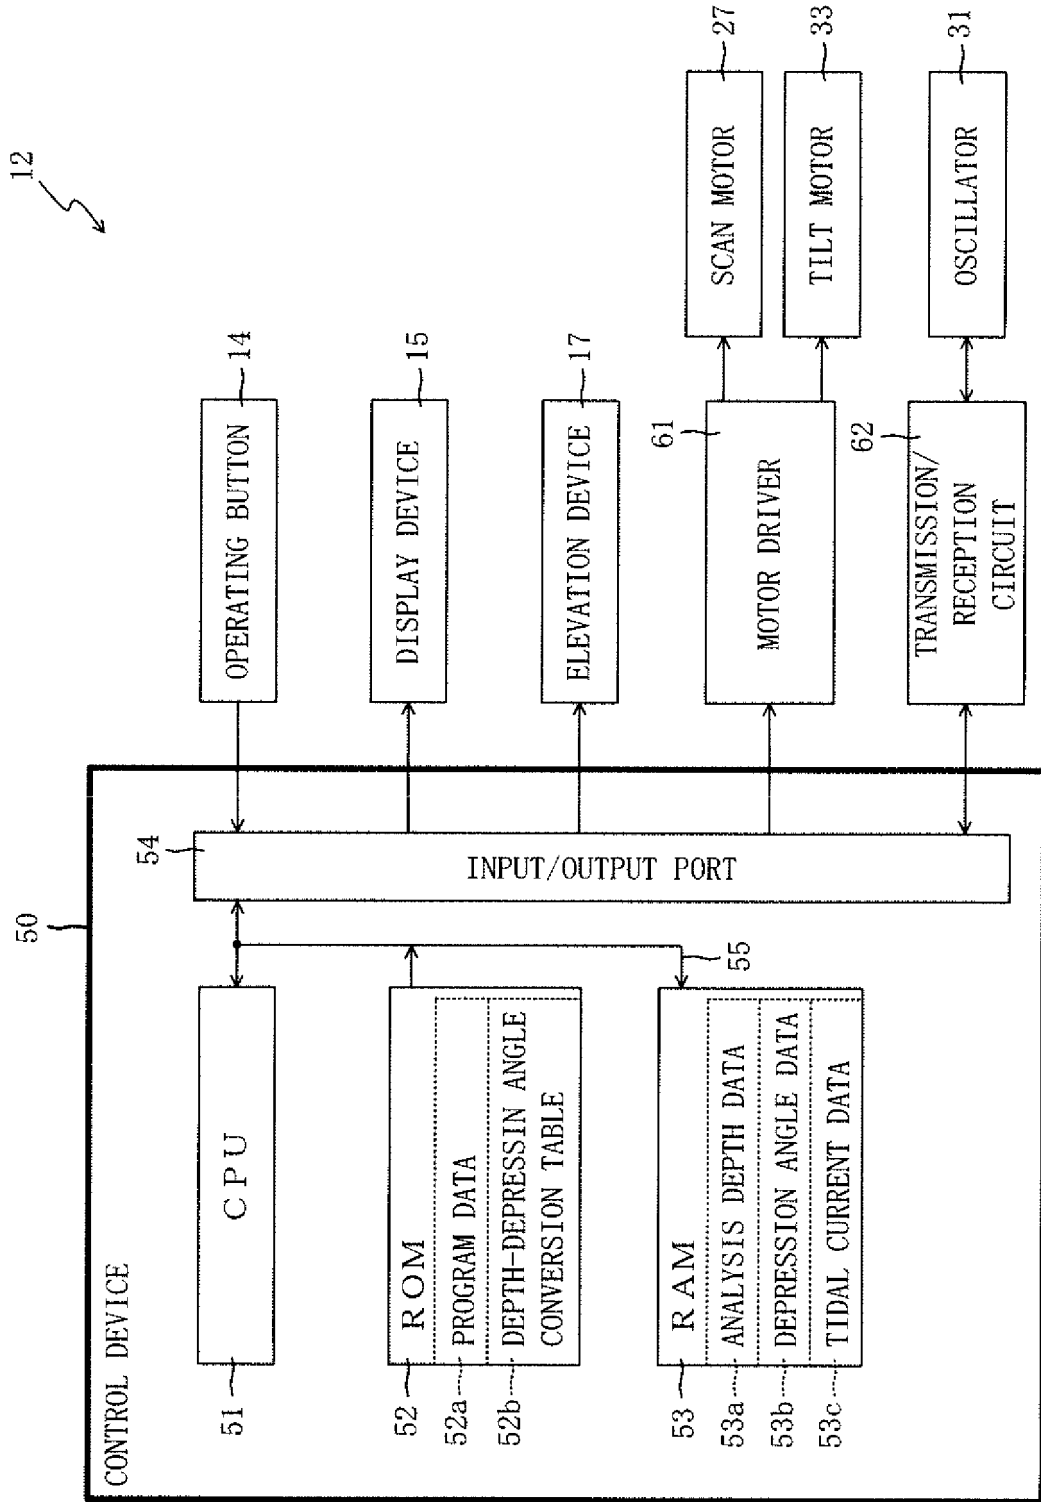 12
50
CONTROL DEVICE
51
CPU
52
ROM
52a
PROGRAM DATA
52b
DEPTH-DEPRESSIN ANGLE
CONVERSION TABLE
53
RAM
53a
ANALYSIS DEPTH DATA
53b
DEPRESSION ANGLE DATA
53c
TIDAL CURRENT DATA
55
54
INPUT/OUTPUT PORT
OPERATING BUTTON
14
DISPLAY DEVICE
15
ELEVATION DEVICE
17
61
MOTOR DRIVER
62
TRANSMISSION/
RECEPTION
CIRCUIT
SCAN MOTOR
27
TILT MOTOR
33
OSCILLATOR
31